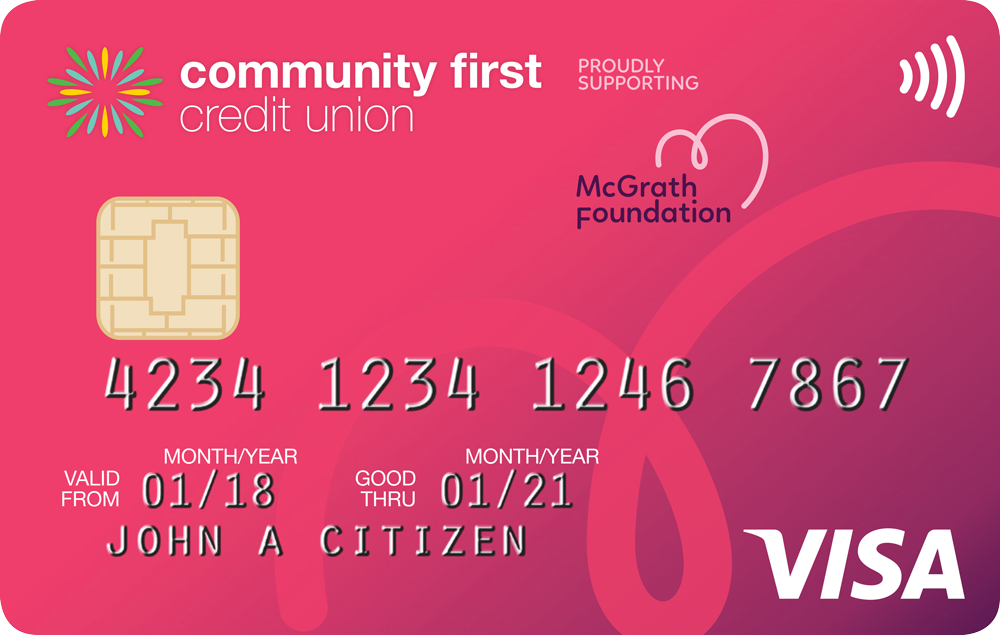 community first
credit union
PROUDLY
SUPPORTING
McGrath
Foundation
4234 1234 1246 7867
MONTH/YEAR MONTH/YEAR
VALID FROM 01/18 GOOD THRU 01/21
JOHN A CITIZEN
VISA